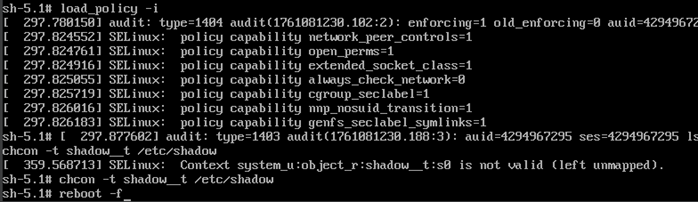 sh-5.1# load_policy -i
[  297.780150] audit: type=1404 audit(1761081230.102:2): enforcing=1 old_enforcing=0 auid=4294967
[  297.824552] SELinux:  policy capability network_peer_controls=1
[  297.824761] SELinux:  policy capability open_perms=1
[  297.824916] SELinux:  policy capability extended_socket_class=1
[  297.825055] SELinux:  policy capability always_check_network=0
[  297.825719] SELinux:  policy capability cgroup_seclabel=1
[  297.826016] SELinux:  policy capability nnp_nosuid_transition=1
[  297.826183] SELinux:  policy capability genfs_seclabel_symlinks=1
sh-5.1# [  297.877602] audit: type=1403 audit(1761081230.188:3): auid=4294967295 ses=4294967295 ls
chcon -t shadow__t /etc/shadow
[  359.568713] SELinux:  Context system_u:object_r:shadow__t:s0 is not valid (left unmapped).
sh-5.1# chcon -t shadow__t /etc/shadow
sh-5.1# reboot -f_